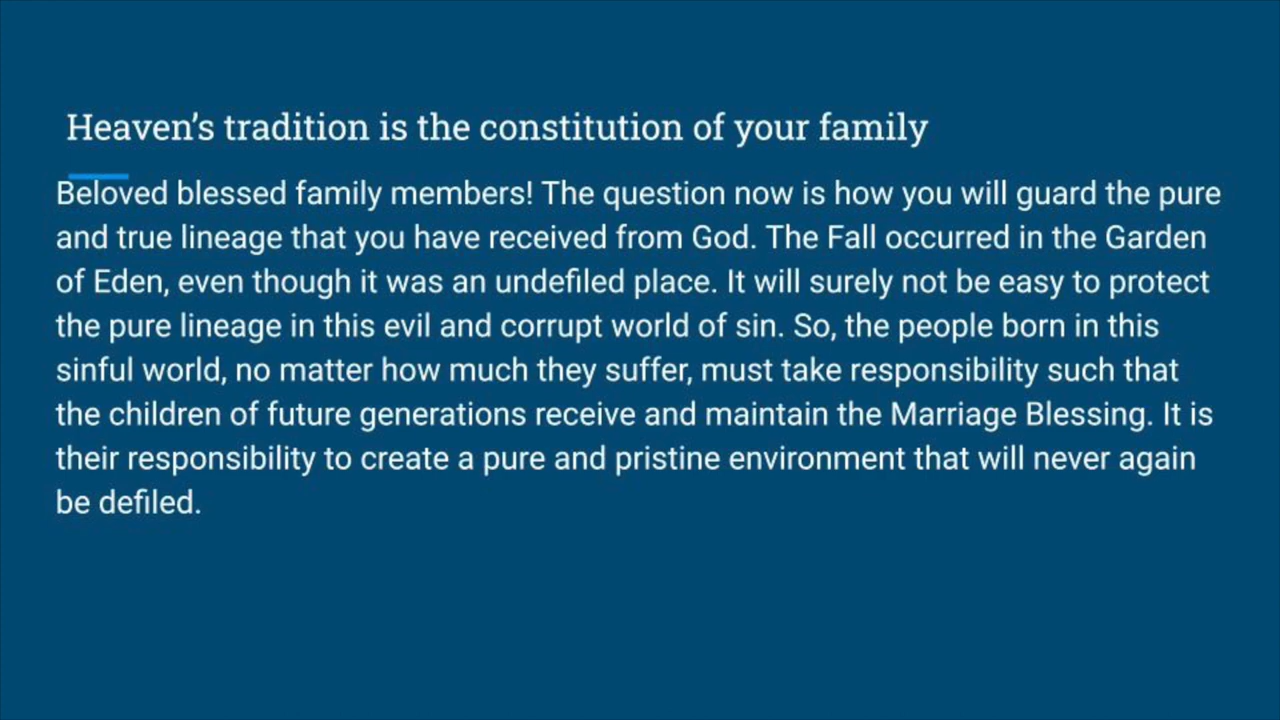 Heaven’s tradition is the constitution of your family
Beloved blessed family members! The question now is how you will guard the pure
and true lineage that you have received from God. The Fall occurred in the Garden
of Eden, even though it was an undefiled place. It will surely not be easy to protect
the pure lineage in this evil and corrupt world of sin. So, the people born in this
sinful world, no matter how much they suffer, must take responsibility such that
the children of future generations receive and maintain the Marriage Blessing. It is
their responsibility to create a pure and pristine environment that will never again
be defiled.